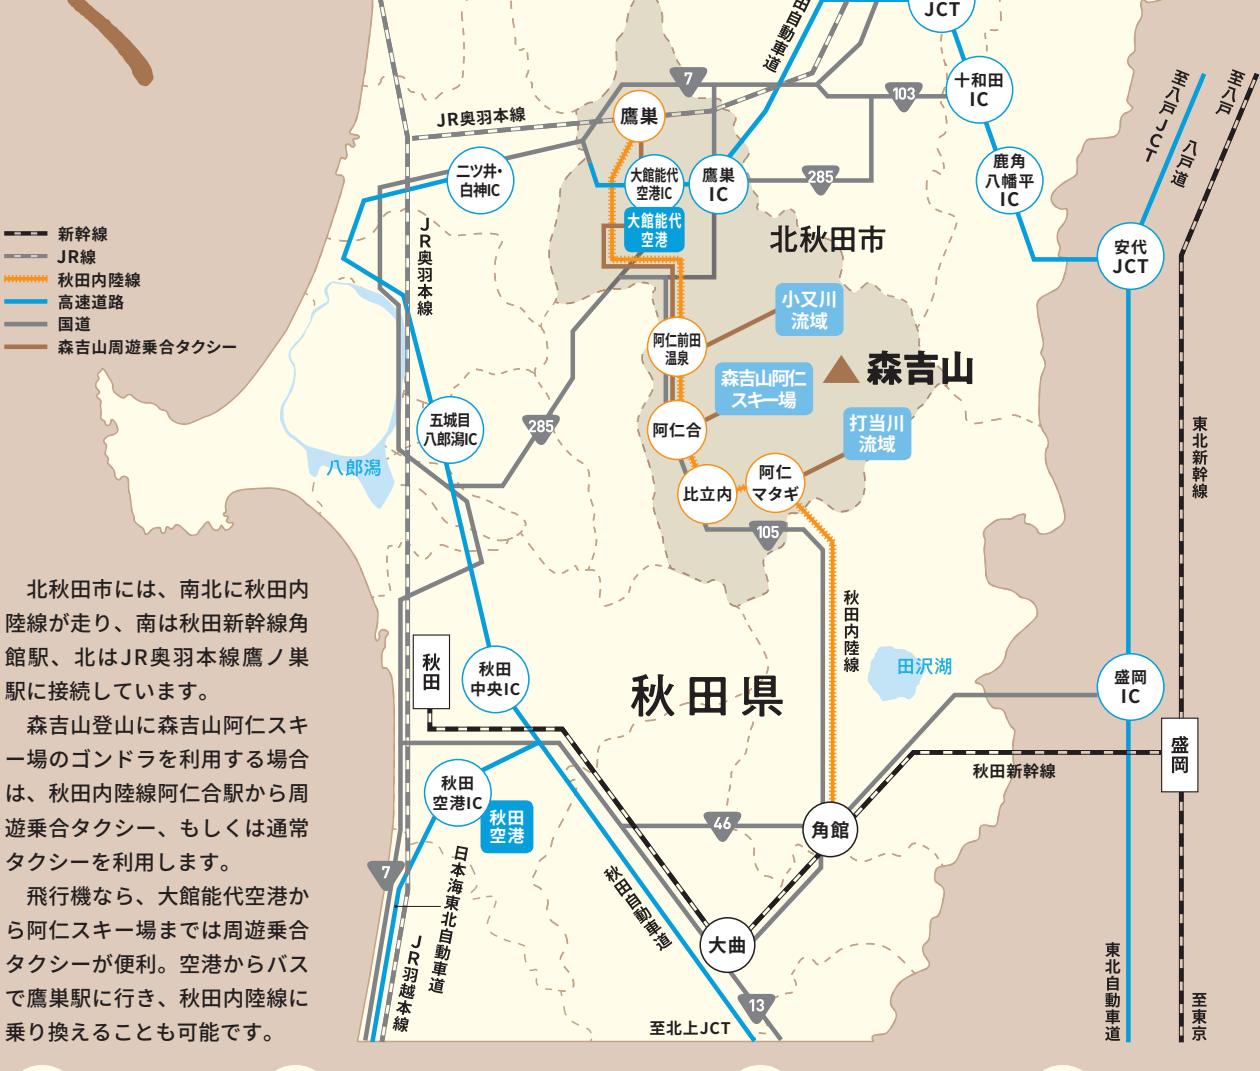 JCT
田自動車道
7
103
十和田
IC
至八戸JCT
至八戸
八戸道
JR奥羽本線
鷹巣
二ツ井・
白神IC
大館能代
空港IC
鷹巣
IC
285
鹿角
八幡平
IC
大館能代
空港
北秋田市
安代
JCT
JR奥羽本線
新幹線
JR線
秋田内陸線
高速道路
国道
森吉山周遊乗合タクシー
小又川
流域
阿仁前田
温泉
森吉山
森吉山阿仁
スキー場
五城目
八郎潟IC
285
阿仁合
打当川
流域
東北新幹線
八郎潟
比立内
阿仁
マタギ
105
北秋田市には、南北に秋田内
陸線が走り、南は秋田新幹線角
館駅、北はJR奥羽本線鷹ノ巣
駅に接続しています。
森吉山登山に森吉山阿仁スキ
ー場のゴンドラを利用する場合
は、秋田内陸線阿仁合駅から周
遊乗合タクシー、もしくは通常
タクシーを利用します。
飛行機なら、大館能代空港か
ら阿仁スキー場までは周遊乗合
タクシーが便利。空港からバス
で鷹巣駅に行き、秋田内陸線に
乗り換えることも可能です。
秋田内陸線
秋田
秋田
中央IC
秋田県
田沢湖
盛岡
IC
盛岡
秋田新幹線
秋田
空港IC
秋田
空港
46
角館
7
日本海東北自動車道
JR羽越本線
秋田自動車道
大曲
13
至北上JCT
東北自動車道
至東京